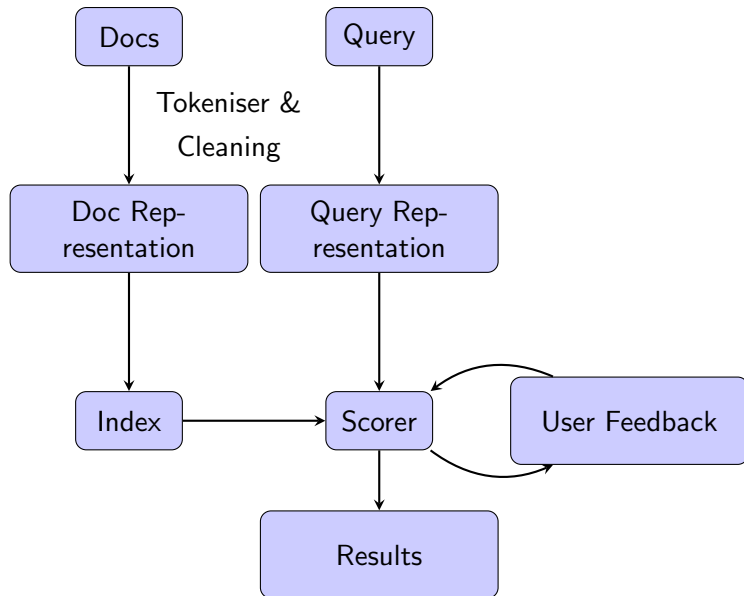 Docs
Query
Tokeniser &
Cleaning
Doc Rep-
resentation
Query Rep-
resentation
Index
Scorer
User Feedback
Results